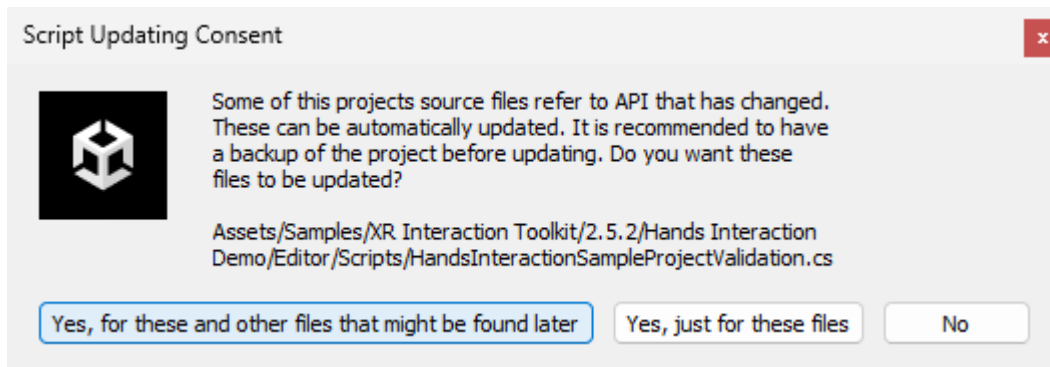 Script Updating Consent
x
Some of this projects source files refer to API that has changed.
These can be automatically updated. It is recommended to have
a backup of the project before updating. Do you want these
files to be updated?
Assets/Samples/XR Interaction Toolkit/2.5.2/Hands Interaction
Demo/Editor/Scripts/HandsInteractionSampleProjectValidation.cs
Yes, for these and other files that might be found later
Yes, just for these files
No